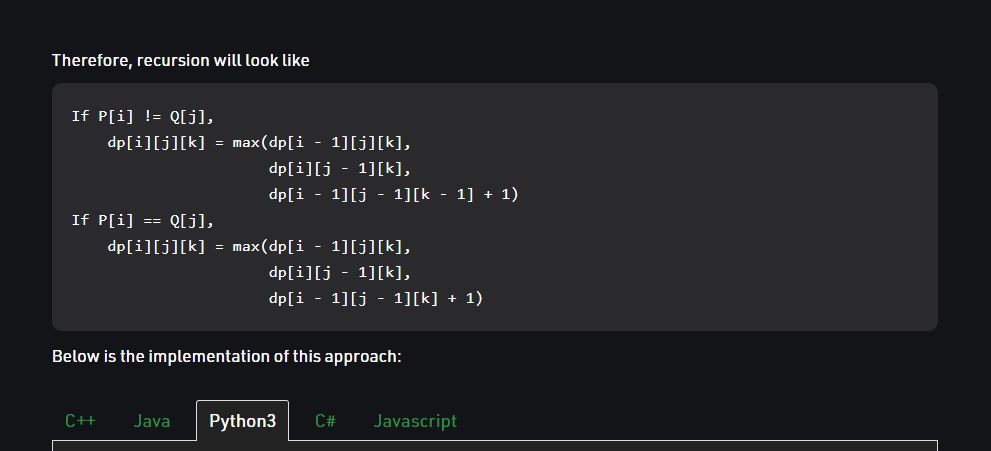 Therefore, recursion will look like
If P[i] != Q[j],
    dp[i][j][k] = max(dp[i - 1][j][k],
                      dp[i][j - 1][k],
                      dp[i - 1][j - 1][k - 1] + 1)
If P[i] == Q[j],
    dp[i][j][k] = max(dp[i - 1][j][k],
                      dp[i][j - 1][k],
                      dp[i - 1][j - 1][k] + 1)
Below is the implementation of this approach:
C++ Java Python3 C# Javascript